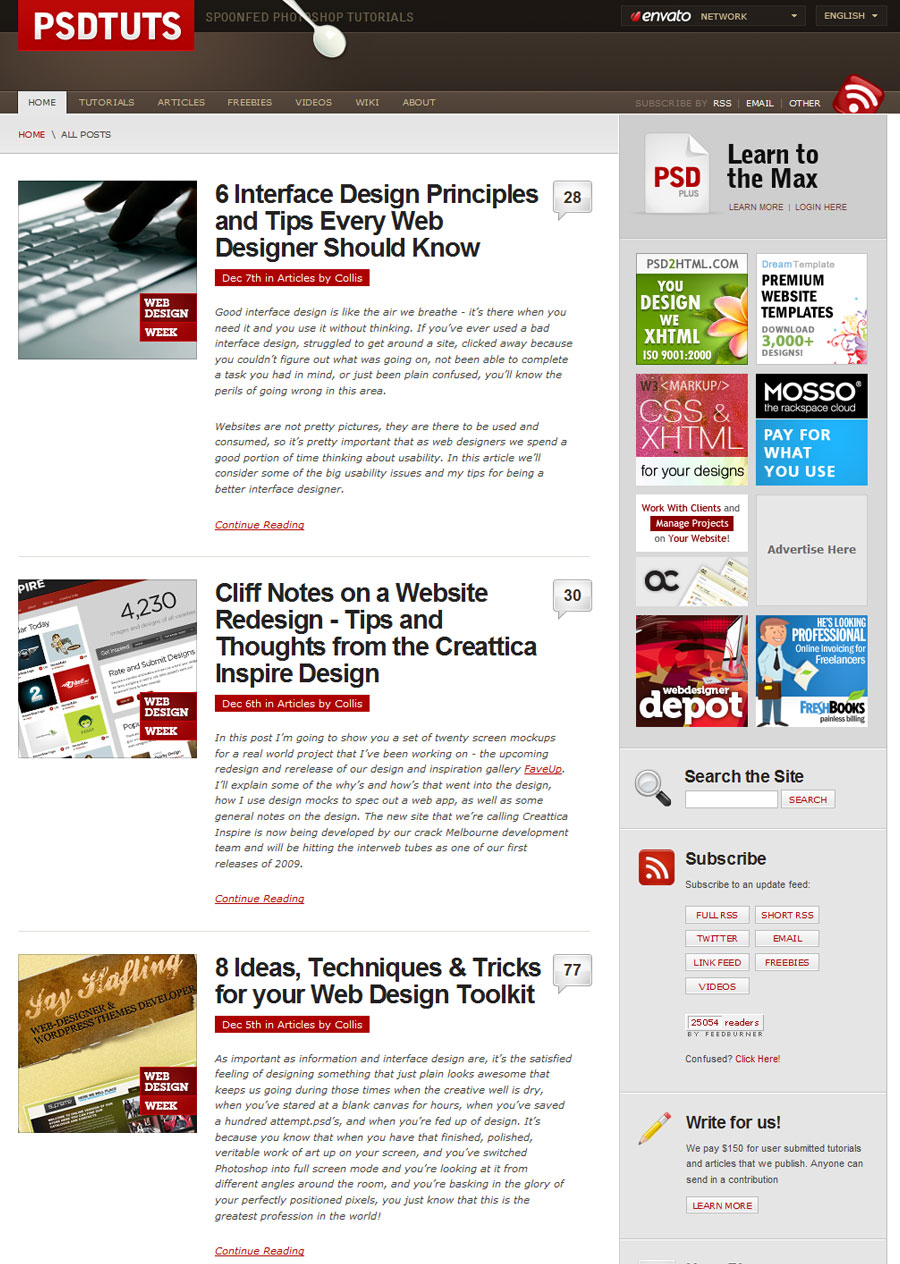 PSDTUTS
SPOONFED PHOTOSHOP TUTORIALS
envato NETWORK
ENGLISH
HOME
TUTORIALS
ARTICLES
FREEBIES
VIDEOS
WIKI
ABOUT
SUBSCRIBE BY RSS | EMAIL | OTHER
HOME \ ALL POSTS
WEB
DESIGN
WEEK
6 Interface Design Principles
and Tips Every Web
Designer Should Know
28
Dec 7th in Articles by Collis
Good interface design is like the air we breathe - it's there when you
need it and you use it without thinking. If you've ever used a bad
interface design, struggled to get around a site, clicked away because
you couldn't figure out what was going on, not been able to complete
a task you had in mind, or just been plain confused, you'll know the
perils of going wrong in this area.
Websites are not pretty pictures, they are there to be used and
consumed, so it's pretty important that as web designers we spend a
good portion of time thinking about usability. In this article we'll
consider some of the big usability issues and my tips for being a
better interface designer.
Continue Reading
4,230
images and designs of all varieties
Get Inspired
Rate and Submit Designs
WEB
DESIGN
WEEK
Cliff Notes on a Website
Redesign - Tips and
Thoughts from the Creattica
Inspire Design
30
Dec 6th in Articles by Collis
In this post I'm going to show you a set of twenty screen mockups
for a real world project that I've been working on - the upcoming
redesign and rerelease of our design and inspiration gallery FaveUp.
I'll explain some of the why's and how's that went into the design,
how I use design mocks to spec out a web app, as well as some
general notes on the design. The new site that we're calling Creattica
Inspire is now being developed by our crack Melbourne development
team and will be hitting the interweb tubes as one of our first
releases of 2009.
Continue Reading
Jay Hafling
WEB-DESIGNER &
WORDPRESS THEMES DEVELOPER
WEB
DESIGN
WEEK
8 Ideas, Techniques & Tricks
for your Web Design Toolkit
77
Dec 5th in Articles by Collis
As important as information and interface design are, it's the satisfied
feeling of designing something that just plain looks awesome that
keeps us going during those times when the creative well is dry,
when you've stared at a blank canvas for hours, when you've saved
a hundred attempt.psd's, and when you're fed up of design. It's
because you know that when you have that finished, polished,
veritable work of art up on your screen, and you've switched
Photoshop into full screen mode and you're looking at it from
different angles around the room, and you're basking in the glory of
your perfectly positioned pixels, you just know that this is the
greatest profession in the world!
Continue Reading
PSD
PLUS
Learn to
the Max
LEARN MORE | LOGIN HERE
PSD2HTML.COM
YOU
DESIGN
WE
XHTML
ISO 9001:2000
DreamTemplate
PREMIUM
WEBSITE
TEMPLATES
DOWNLOAD
3,000+
DESIGNS!
W3 <MARKUP/>
CSS &
XHTML
for your designs
MOSSO®
the rackspace cloud
PAY FOR
WHAT
YOU USE
Work With Clients and
Manage Projects
on Your Website!
Advertise Here
webdesigner
depot
HE'S LOOKING
PROFESSIONAL
Online Invoicing for
Freelancers
FRESHBOOKS
painless billing
Search the Site
SEARCH
Subscribe
Subscribe to an update feed:
FULL RSS
SHORT RSS
TWITTER
EMAIL
LINK FEED
FREEBIES
VIDEOS
25054 readers
BY FEEDBURNER
Confused? Click Here!
Write for us!
We pay $150 for user submitted tutorials
and articles that we publish. Anyone can
send in a contribution
LEARN MORE